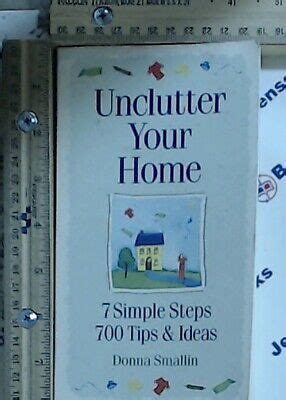 Unclutter
Your
Home
7 Simple Steps
700 Tips & Ideas
Donna Smallin